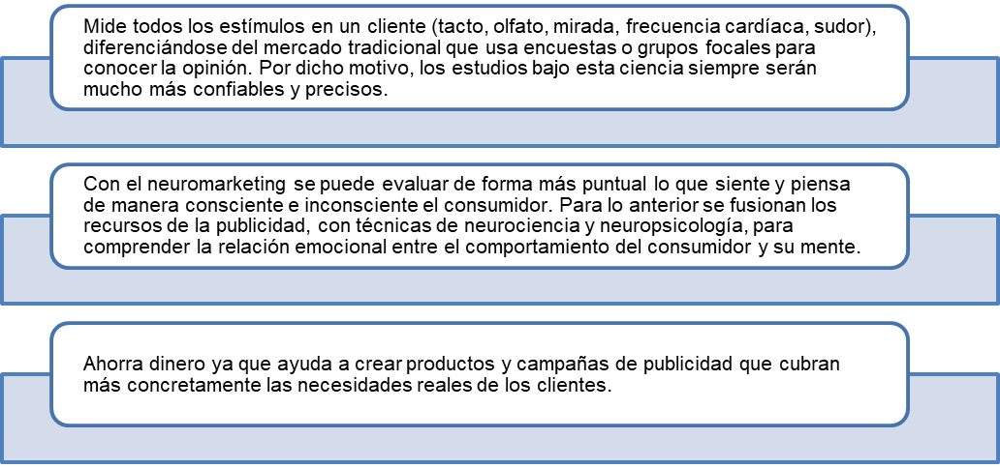 Mide todos los estímulos en un cliente (tacto, olfato, mirada, frecuencia cardíaca, sudor),
diferenciándose del mercado tradicional que usa encuestas o grupos focales para
conocer la opinión. Por dicho motivo, los estudios bajo esta ciencia siempre serán
mucho más confiables y precisos.
Con el neuromarketing se puede evaluar de forma más puntual lo que siente y piensa
de manera consciente e inconsciente el consumidor. Para lo anterior se fusionan los
recursos de la publicidad, con técnicas de neurociencia y neuropsicología, para
comprender la relación emocional entre el comportamiento del consumidor y su mente.
Ahorra dinero ya que ayuda a crear productos y campañas de publicidad que cubran
más concretamente las necesidades reales de los clientes.